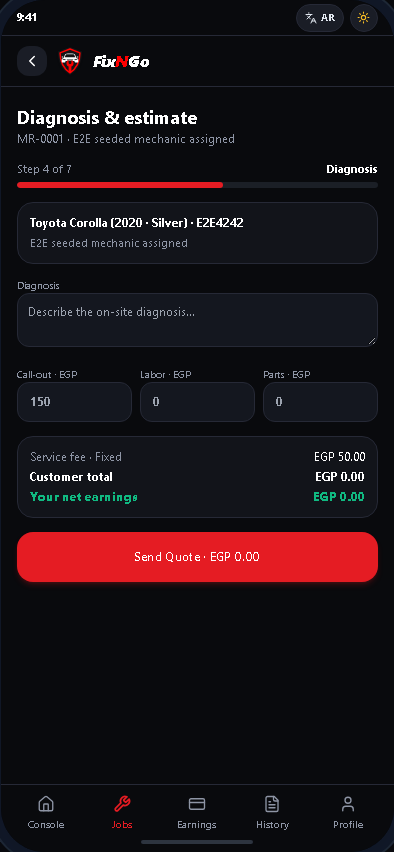 9:41
AR
FixNGo
Diagnosis & estimate
MR-0001 · E2E seeded mechanic assigned
Step 4 of 7
Diagnosis
Toyota Corolla (2020 · Silver) · E2E4242
E2E seeded mechanic assigned
Diagnosis
Describe the on-site diagnosis...
Call-out · EGP
Labor · EGP
Parts · EGP
150
0
0
Service fee · Fixed
EGP 50.00
Customer total
EGP 0.00
Your net earnings
EGP 0.00
Send Quote · EGP 0.00
Console
Jobs
Earnings
History
Profile